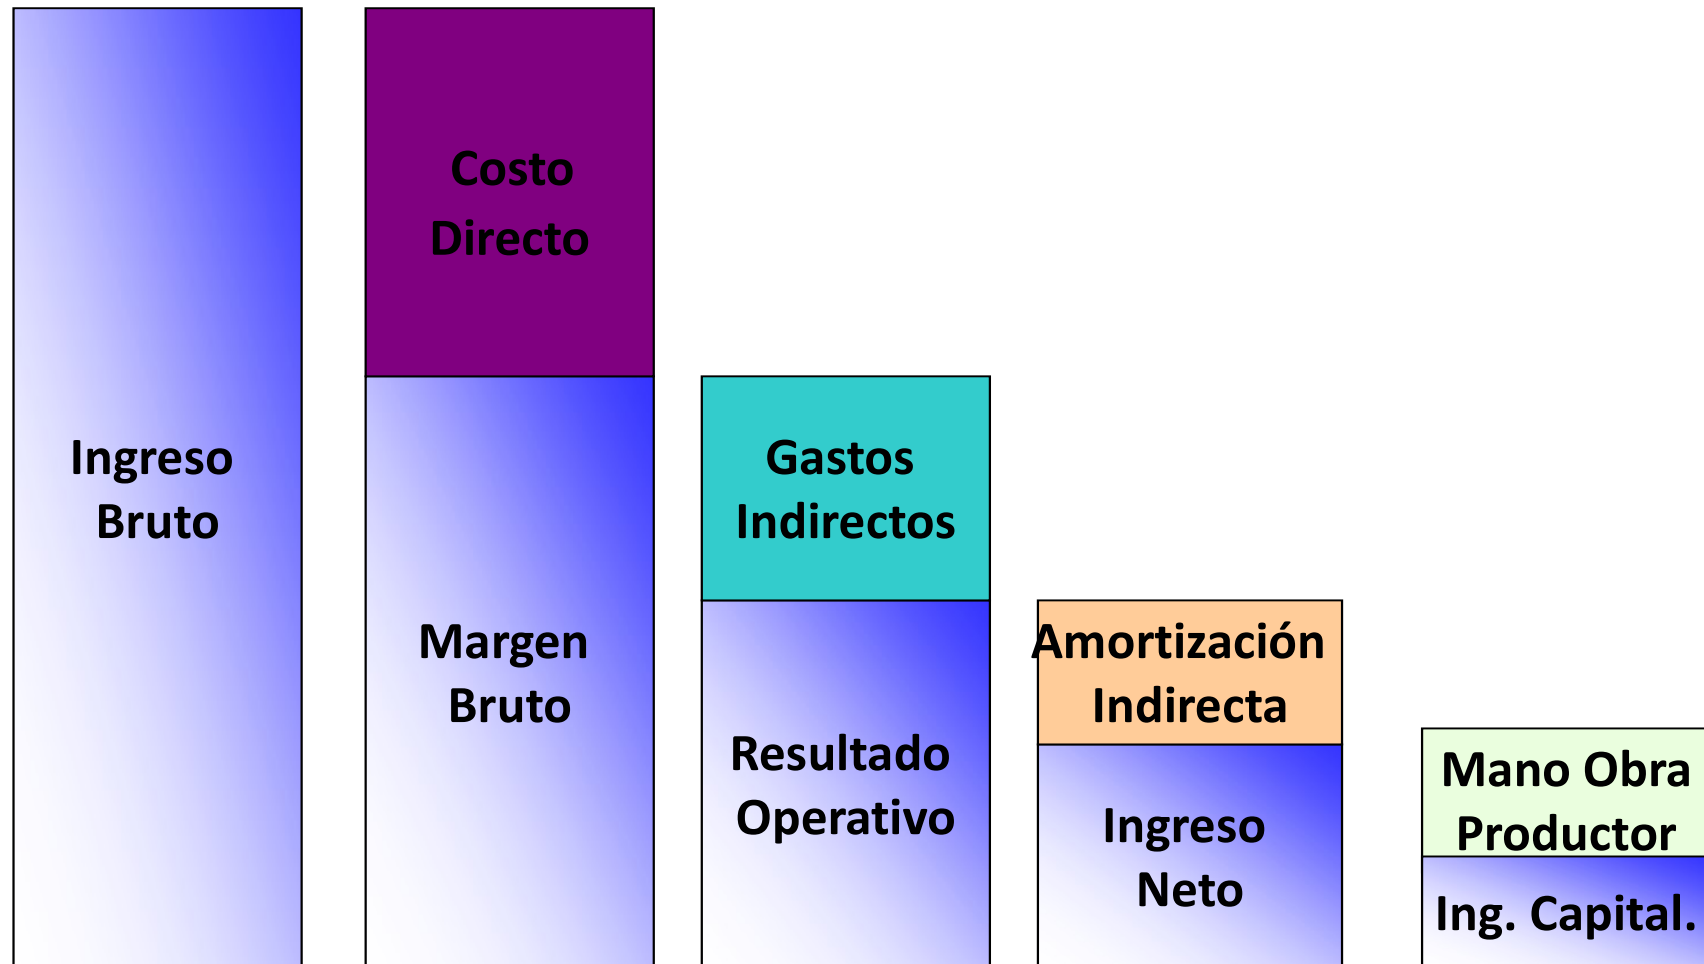 Ingreso
Bruto
Costo
Directo
Margen
Bruto
Gastos
Indirectos
Resultado
Operativo
Amortización
Indirecta
Ingreso
Neto
Mano Obra
Productor
Ing. Capital.